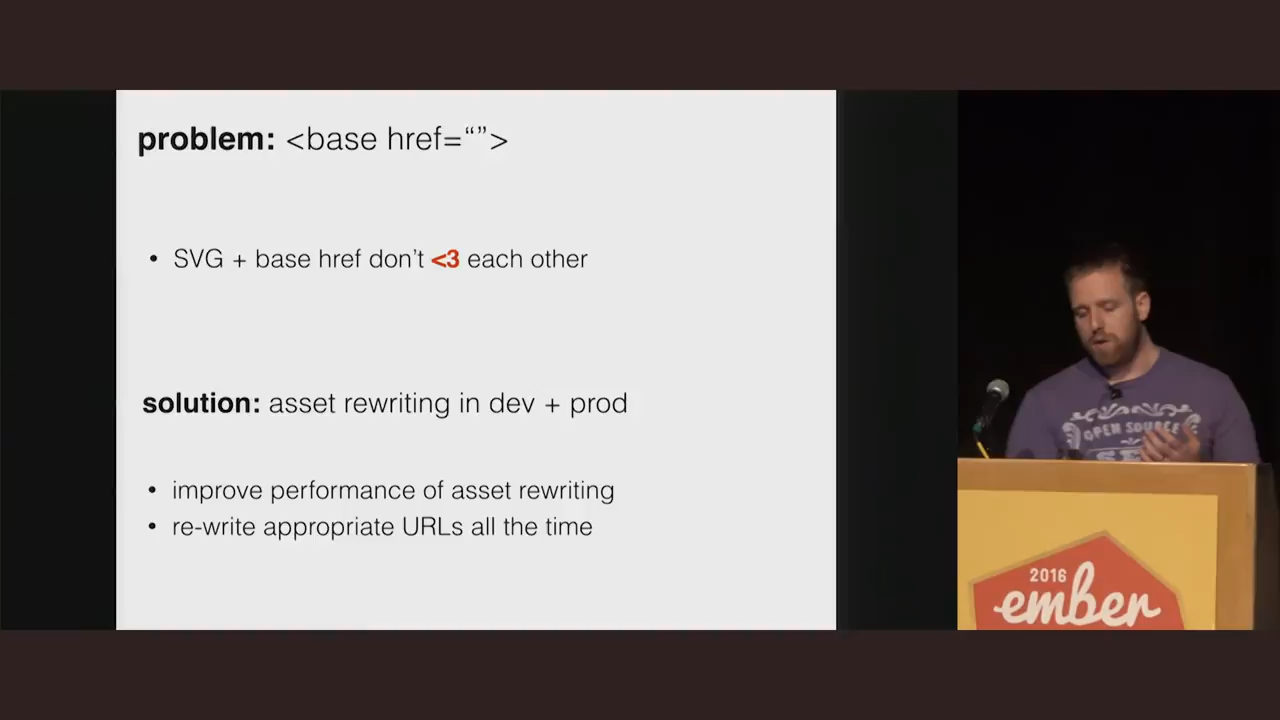 problem: <base href=“”>
• SVG + base href don’t <3 each other
solution: asset rewriting in dev + prod
• improve performance of asset rewriting
• re-write appropriate URLs all the time
OPEN SOURCE
2016
ember